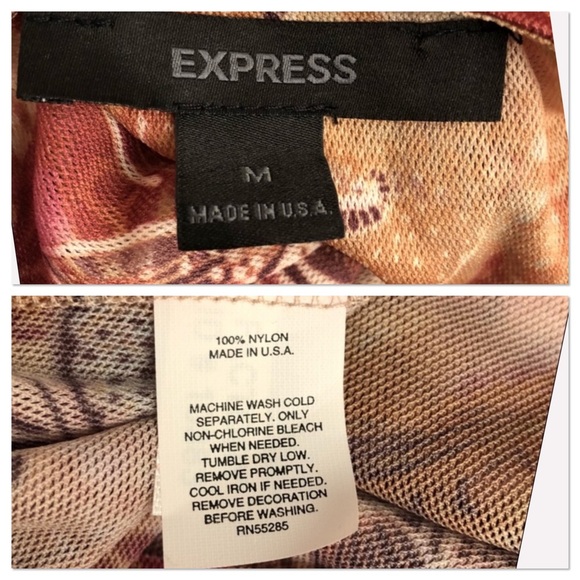 EXPRESS
M
MADE IN U.S.A.
100% NYLON
MADE IN U.S.A.
MACHINE WASH COLD
SEPARATELY. ONLY
NON-CHLORINE BLEACH
WHEN NEEDED.
TUMBLE DRY LOW.
REMOVE PROMPTLY.
COOL IRON IF NEEDED.
REMOVE DECORATION
BEFORE WASHING.
RN55285